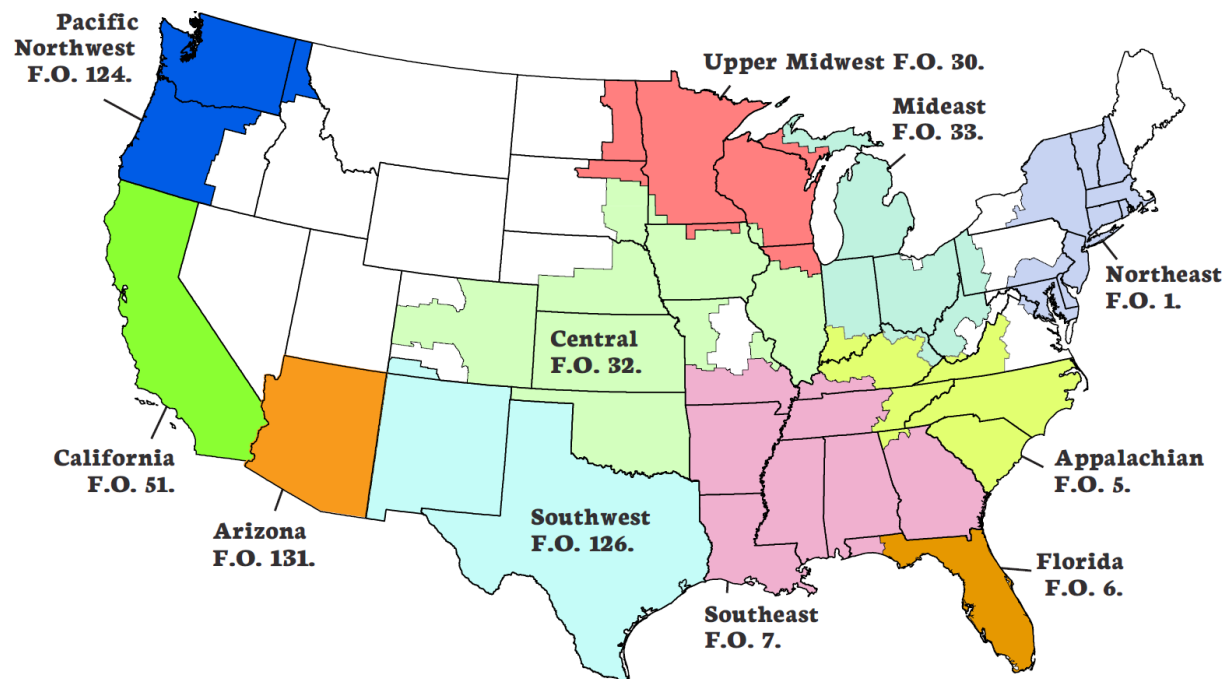 Pacific
Northwest
F.O. 124.
Upper Midwest F.O. 30.
Mideast
F.O. 33.
Northeast
F.O. 1.
Central
F.O. 32.
California
F.O. 51.
Arizona
F.O. 131.
Southwest
F.O. 126.
Appalachian
F.O. 5.
Florida
F.O. 6.
Southeast
F.O. 7.